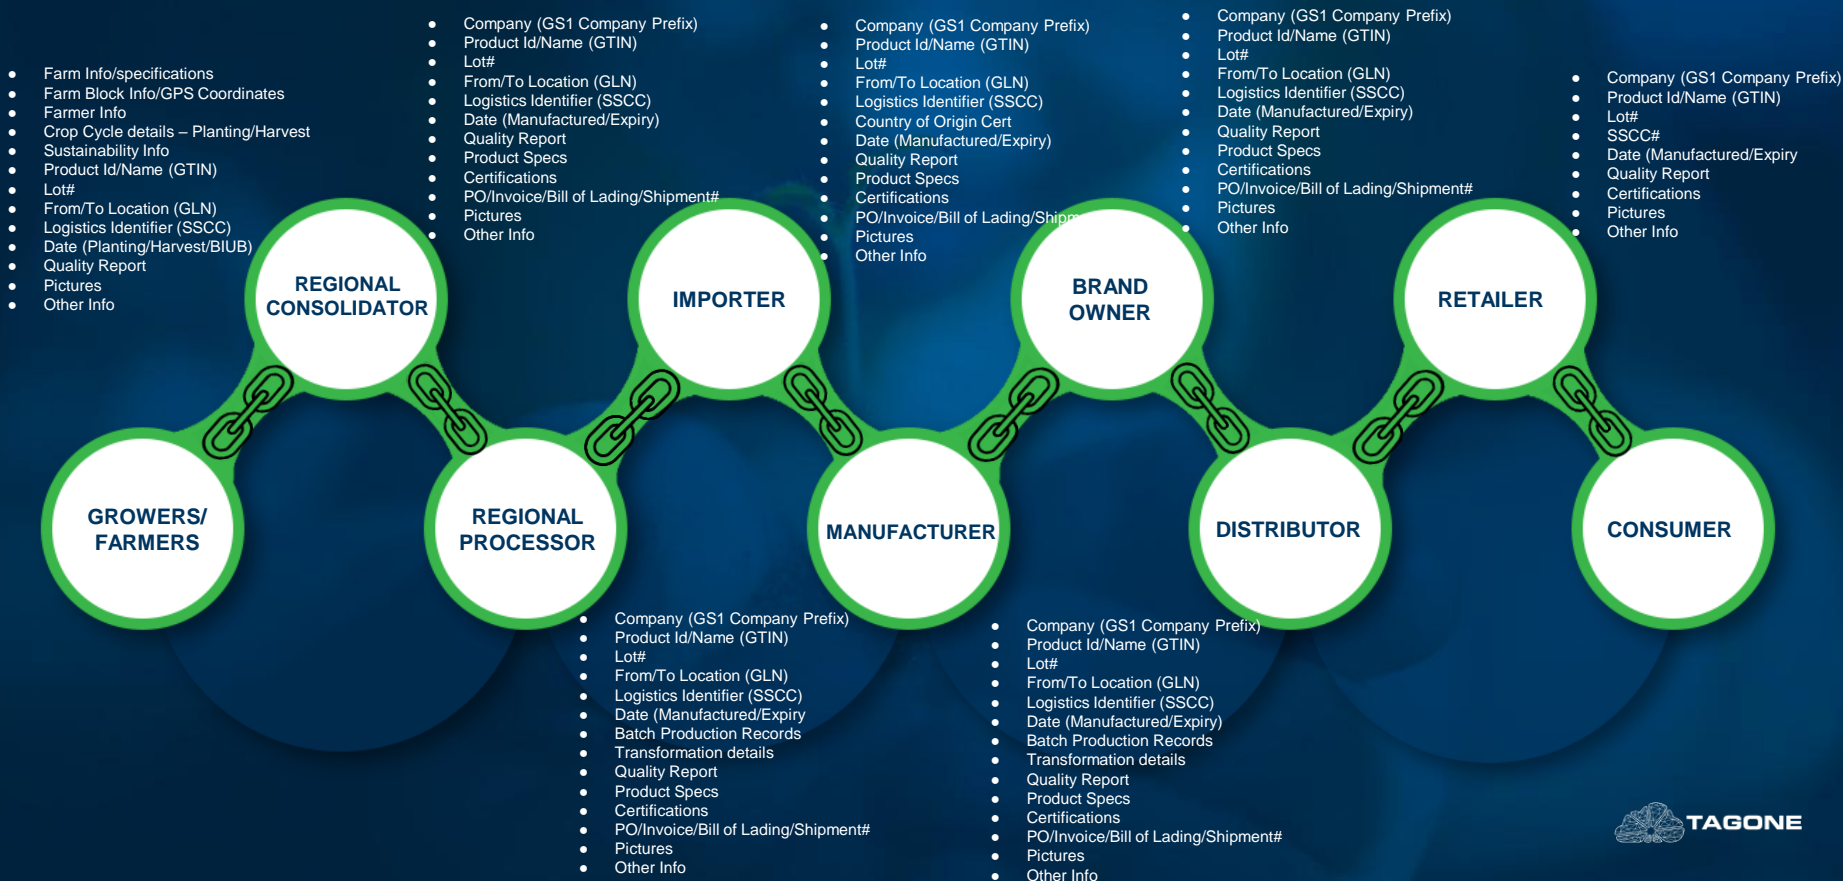 Farm Info/specifications
Farm Block Info/GPS Coordinates
Farmer Info
Crop Cycle details – Planting/Harvest
Sustainability Info
Product Id/Name (GTIN)
Lot#
From/To Location (GLN)
Logistics Identifier (SSCC)
Date (Planting/Harvest/BIUB)
Quality Report
Pictures
Other Info
Company (GS1 Company Prefix)
Product Id/Name (GTIN)
Lot#
From/To Location (GLN)
Logistics Identifier (SSCC)
Date (Manufactured/Expiry)
Quality Report
Product Specs
Certifications
PO/Invoice/Bill of Lading/Shipment#
Pictures
Other Info
Company (GS1 Company Prefix)
Product Id/Name (GTIN)
Lot#
From/To Location (GLN)
Logistics Identifier (SSCC)
Country of Origin Cert
Date (Manufactured/Expiry)
Quality Report
Product Specs
Certifications
PO/Invoice/Bill of Lading/Shipm
Pictures
Other Info
Company (GS1 Company Prefix)
Product Id/Name (GTIN)
Lot#
From/To Location (GLN)
Logistics Identifier (SSCC)
Date (Manufactured/Expiry)
Quality Report
Product Specs
Certifications
PO/Invoice/Bill of Lading/Shipment#
Pictures
Other Info
Company (GS1 Company Prefix)
Product Id/Name (GTIN)
Lot#
SSCC#
Date (Manufactured/Expiry
Quality Report
Certifications
Pictures
Other Info
REGIONAL
CONSOLIDATOR
IMPORTER
BRAND
OWNER
RETAILER
GROWERS/
FARMERS
REGIONAL
PROCESSOR
MANUFACTURER
DISTRIBUTOR
CONSUMER
Company (GS1 Company Prefix)
Product Id/Name (GTIN)
Lot#
From/To Location (GLN)
Logistics Identifier (SSCC)
Date (Manufactured/Expiry
Batch Production Records
Transformation details
Quality Report
Product Specs
Certifications
PO/Invoice/Bill of Lading/Shipment#
Pictures
Other Info
Company (GS1 Company Prefix)
Product Id/Name (GTIN)
Lot#
From/To Location (GLN)
Logistics Identifier (SSCC)
Date (Manufactured/Expiry)
Batch Production Records
Transformation details
Quality Report
Product Specs
Certifications
PO/Invoice/Bill of Lading/Shipment#
Pictures
Other Info
TAGONE